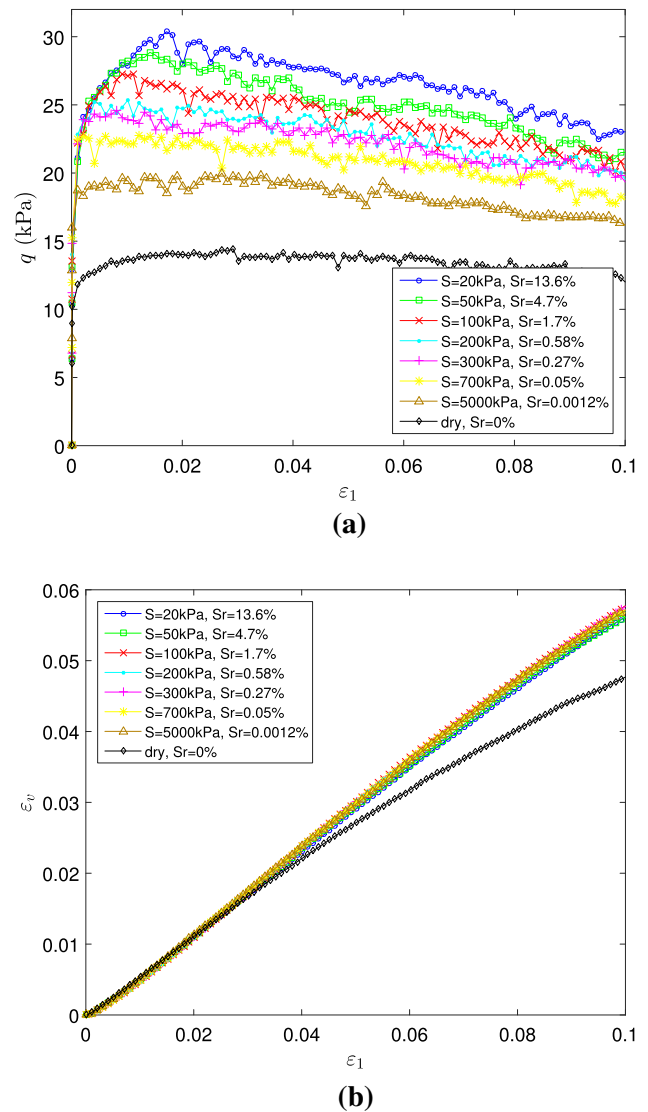 30
25
20
15
10
5
0
q (kPa)
0
0.02
0.04
0.06
0.08
0.1
ε₁
S=20kPa, Sr=13.6%
S=50kPa, Sr=4.7%
S=100kPa, Sr=1.7%
S=200kPa, Sr=0.58%
S=300kPa, Sr=0.27%
S=700kPa, Sr=0.05%
S=5000kPa, Sr=0.0012%
dry, Sr=0%
(a)
0.06
0.05
0.04
0.03
0.02
0.01
0
εᵥ
S=20kPa, Sr=13.6%
S=50kPa, Sr=4.7%
S=100kPa, Sr=1.7%
S=200kPa, Sr=0.58%
S=300kPa, Sr=0.27%
S=700kPa, Sr=0.05%
S=5000kPa, Sr=0.0012%
dry, Sr=0%
0
0.02
0.04
0.06
0.08
0.1
ε₁
(b)